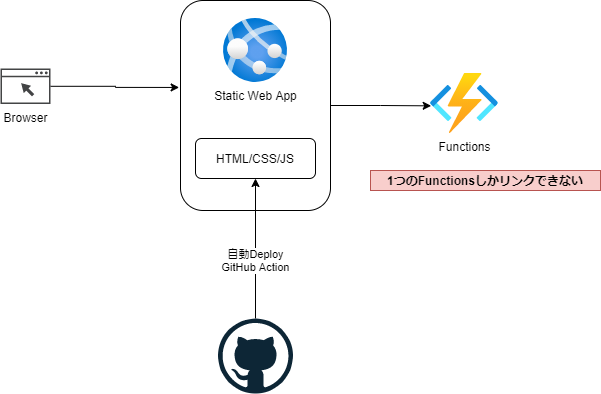 Static Web App
Browser
HTML/CSS/JS
Functions
1つのFunctionsしかリンクできない
自動Deploy
GitHub Action